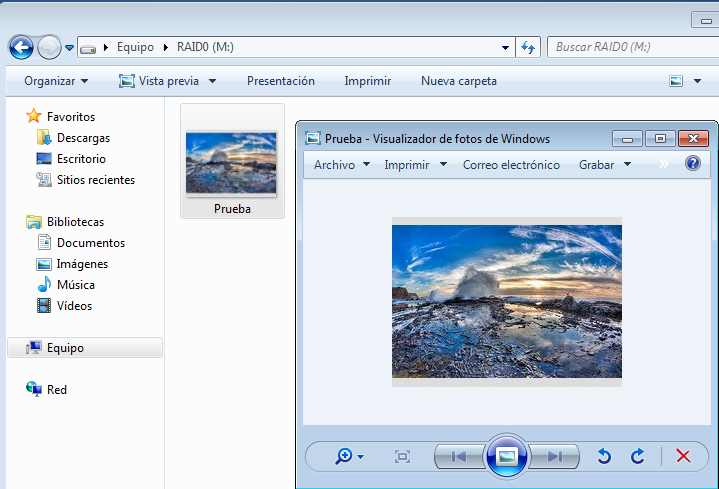 Equipo RAID0 (M:)
Buscar RAID0 (M:)
Organizar Vista previa Presentación Imprimir Nueva carpeta
Favoritos
Descargas
Escritorio
Sitios recientes
Bibliotecas
Documentos
Imágenes
Música
Vídeos
Equipo
Red
Prueba
Prueba - Visualizador de fotos de Windows
Archivo Imprimir Correo electrónico Grabar »